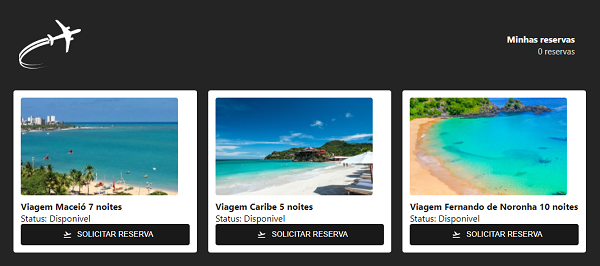 Minhas reservas
0 reservas
Viagem Maceió 7 noites
Status: Disponivel
SOLICITAR RESERVA
Viagem Caribe 5 noites
Status: Disponivel
SOLICITAR RESERVA
Viagem Fernando de Noronha 10 noites
Status: Disponivel
SOLICITAR RESERVA